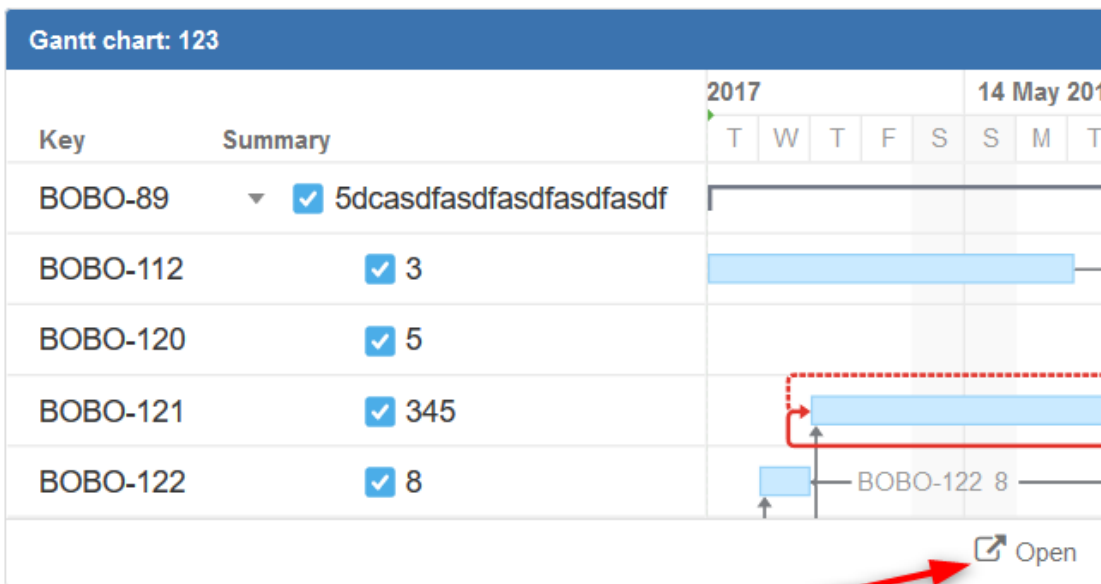 Gantt chart: 123
2017 14 May 201
Key Summary T W T F S S M T
BOBO-89 5dcasdfasdfasdfasdfasdf
BOBO-112 3
BOBO-120 5
BOBO-121 345
BOBO-122 8 BOBO-122 8
Open